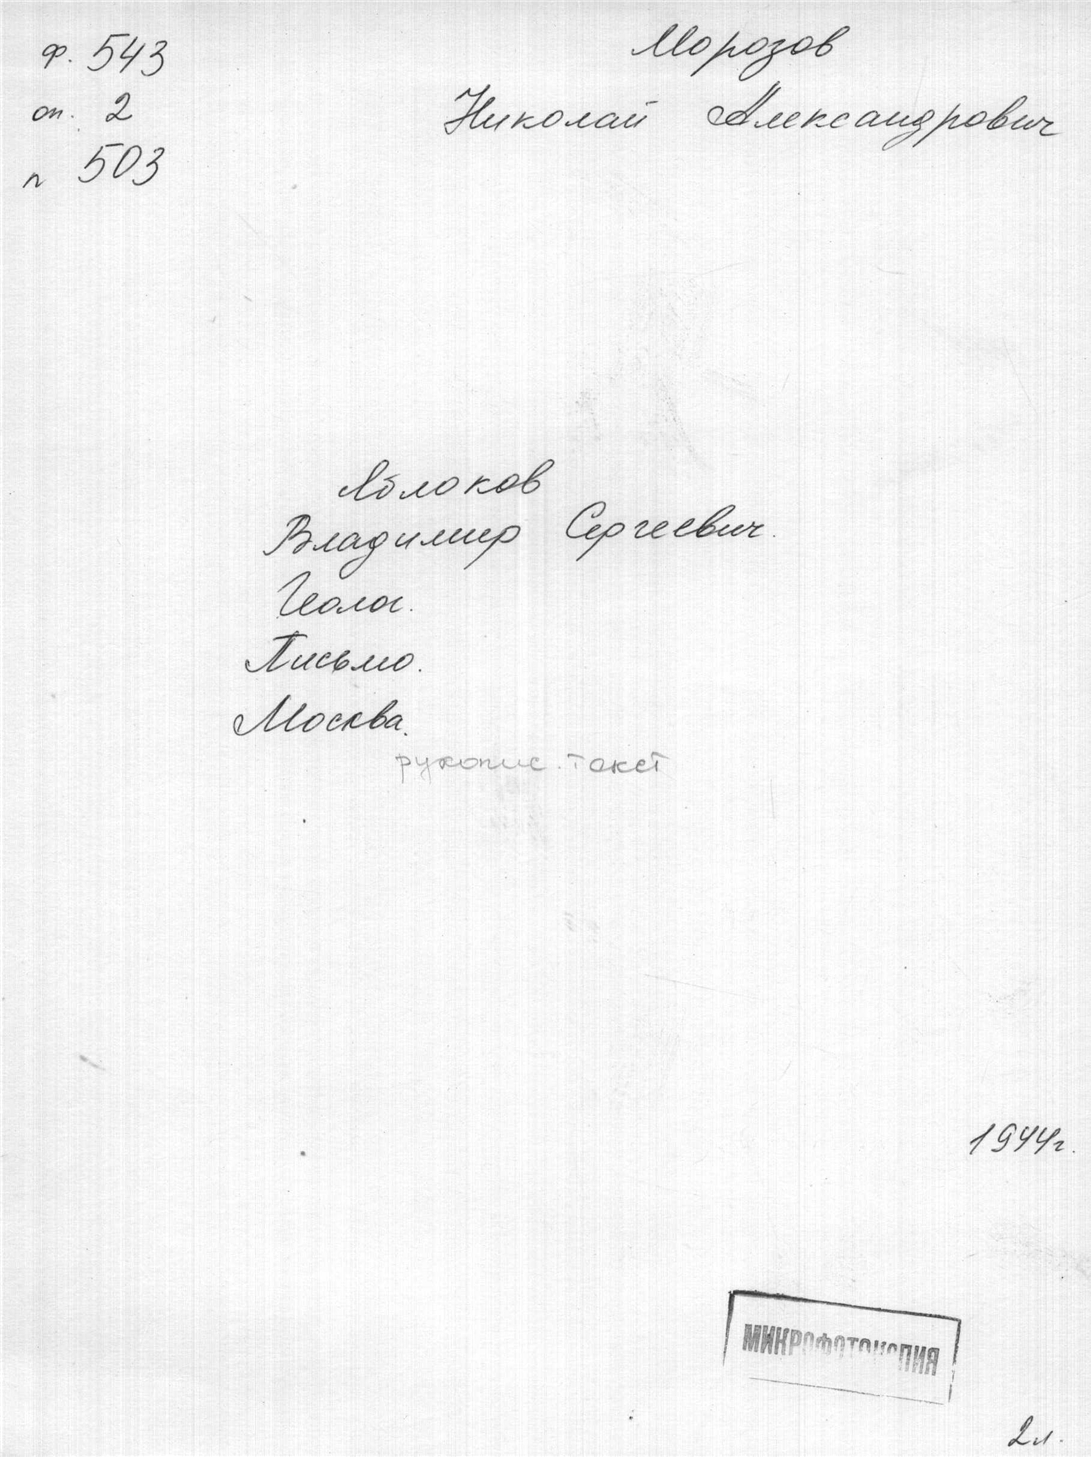 ф. 543
оп. 2
п 503
Морозов
Николай Александрович
Яблоков
Владимир Сергеевич.
Геолог.
Письмо.
Москва.
рукопис. текст
1944г.
МИКРОФОТОКОПИЯ
2л.